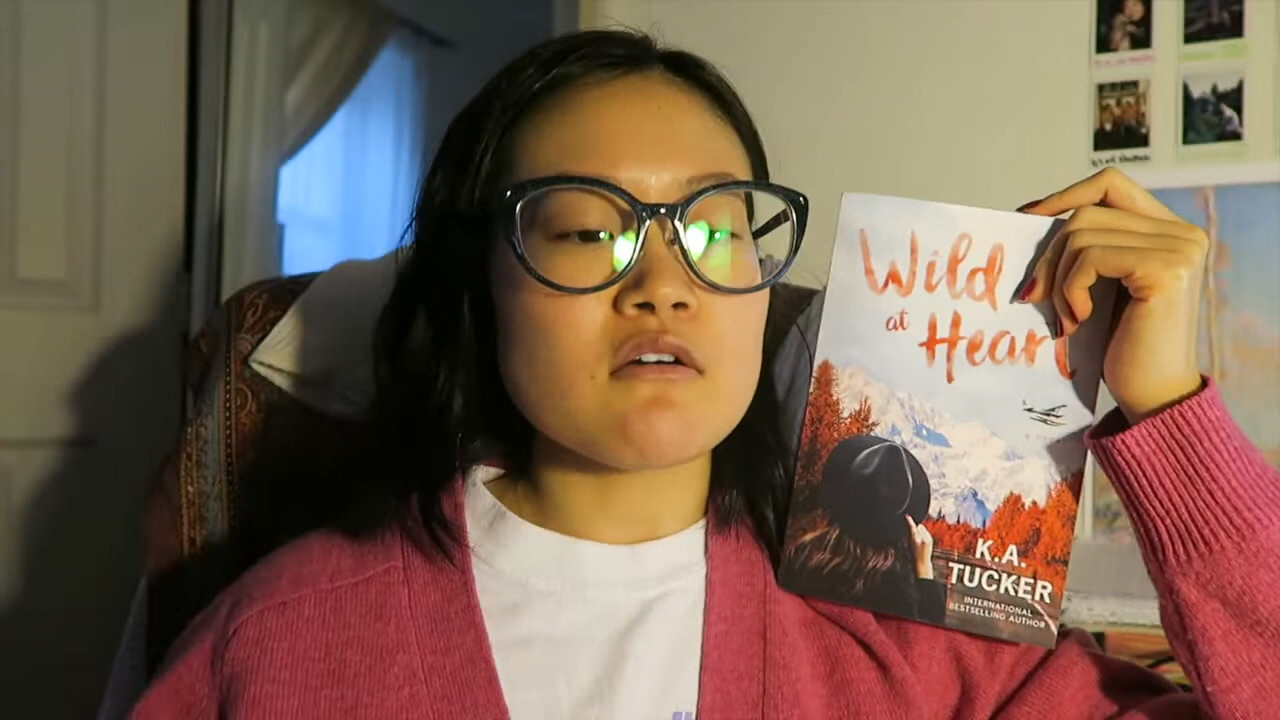 Wild
at
Heart
K.A.
TUCKER
INTERNATIONAL
BESTSELLING AUTHOR